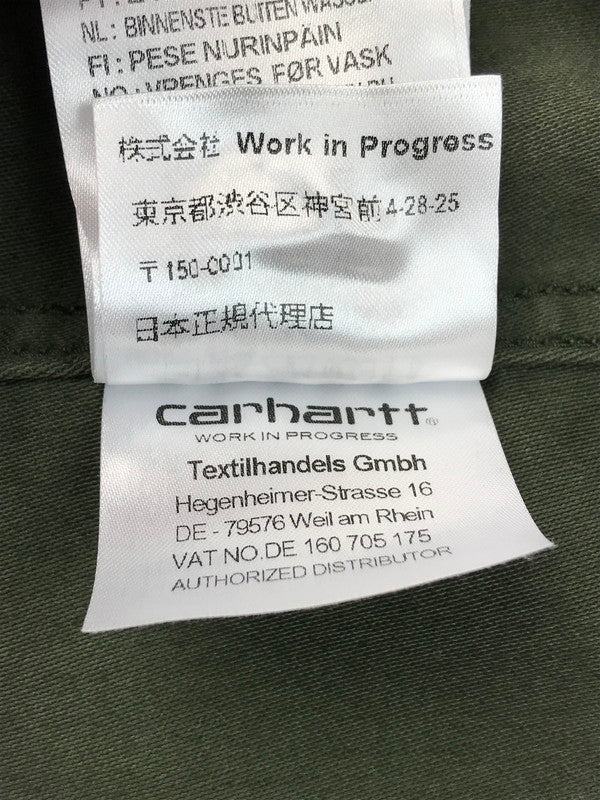 NL: BINNENSTE BUITEN WASSEN
FI: PESE NURINPÄIN
NO: VRENGES FØR VASK
株式会社 Work in Progress
東京都渋谷区神宮前4-28-25
〒150-0001
日本正規代理店
carhartt®
WORK IN PROGRESS
Textilhandels Gmbh
Hegenheimer-Strasse 16
DE - 79576 Weil am Rhein
VAT NO.DE 160 705 175
AUTHORIZED DISTRIBUTOR